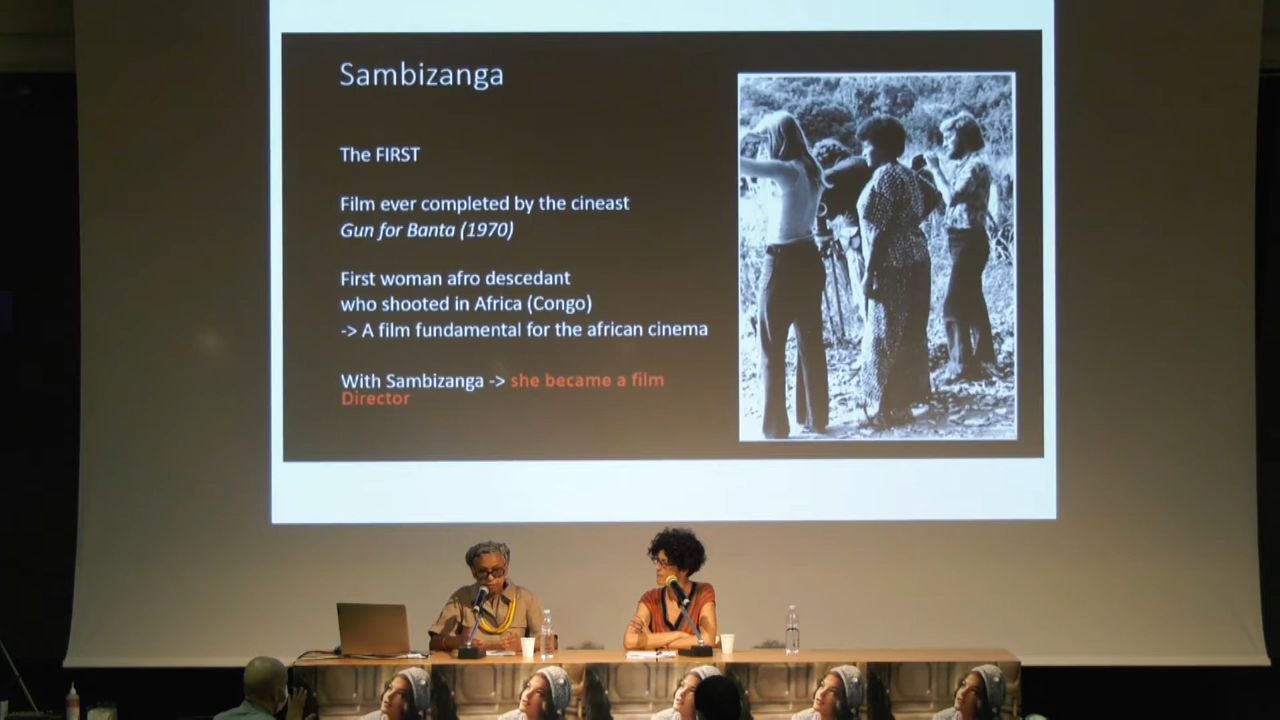 Sambizanga
The FIRST
Film ever completed by the cineast
Gun for Banta (1970)
First woman afro descedant
who shooted in Africa (Congo)
-> A film fundamental for the african cinema
With Sambizanga -> she became a film
Director